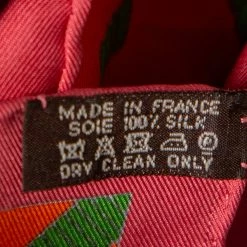 MADE IN FRANCE
SOIE 100% SILK
DRY CLEAN ONLY